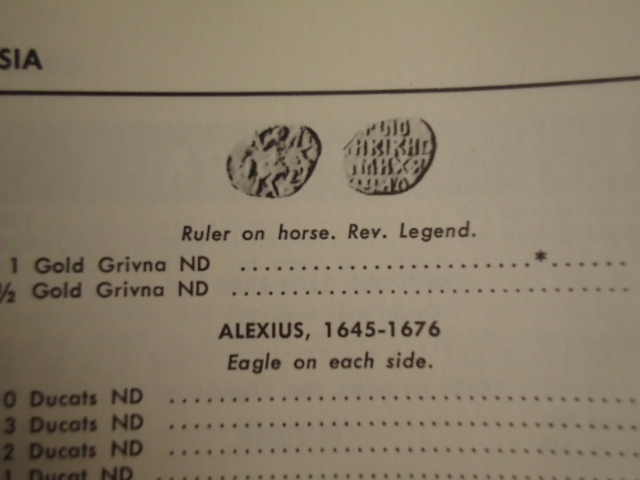 SIA
Ruler on horse. Rev. Legend.
1 Gold Grivna ND ................................*......
½ Gold Grivna ND .......................................
ALEXIUS, 1645-1676
Eagle on each side.
0 Ducats ND .............................................
3 Ducats ND .............................................
2 Ducats ND .............................................
1 Ducat ND .............................................